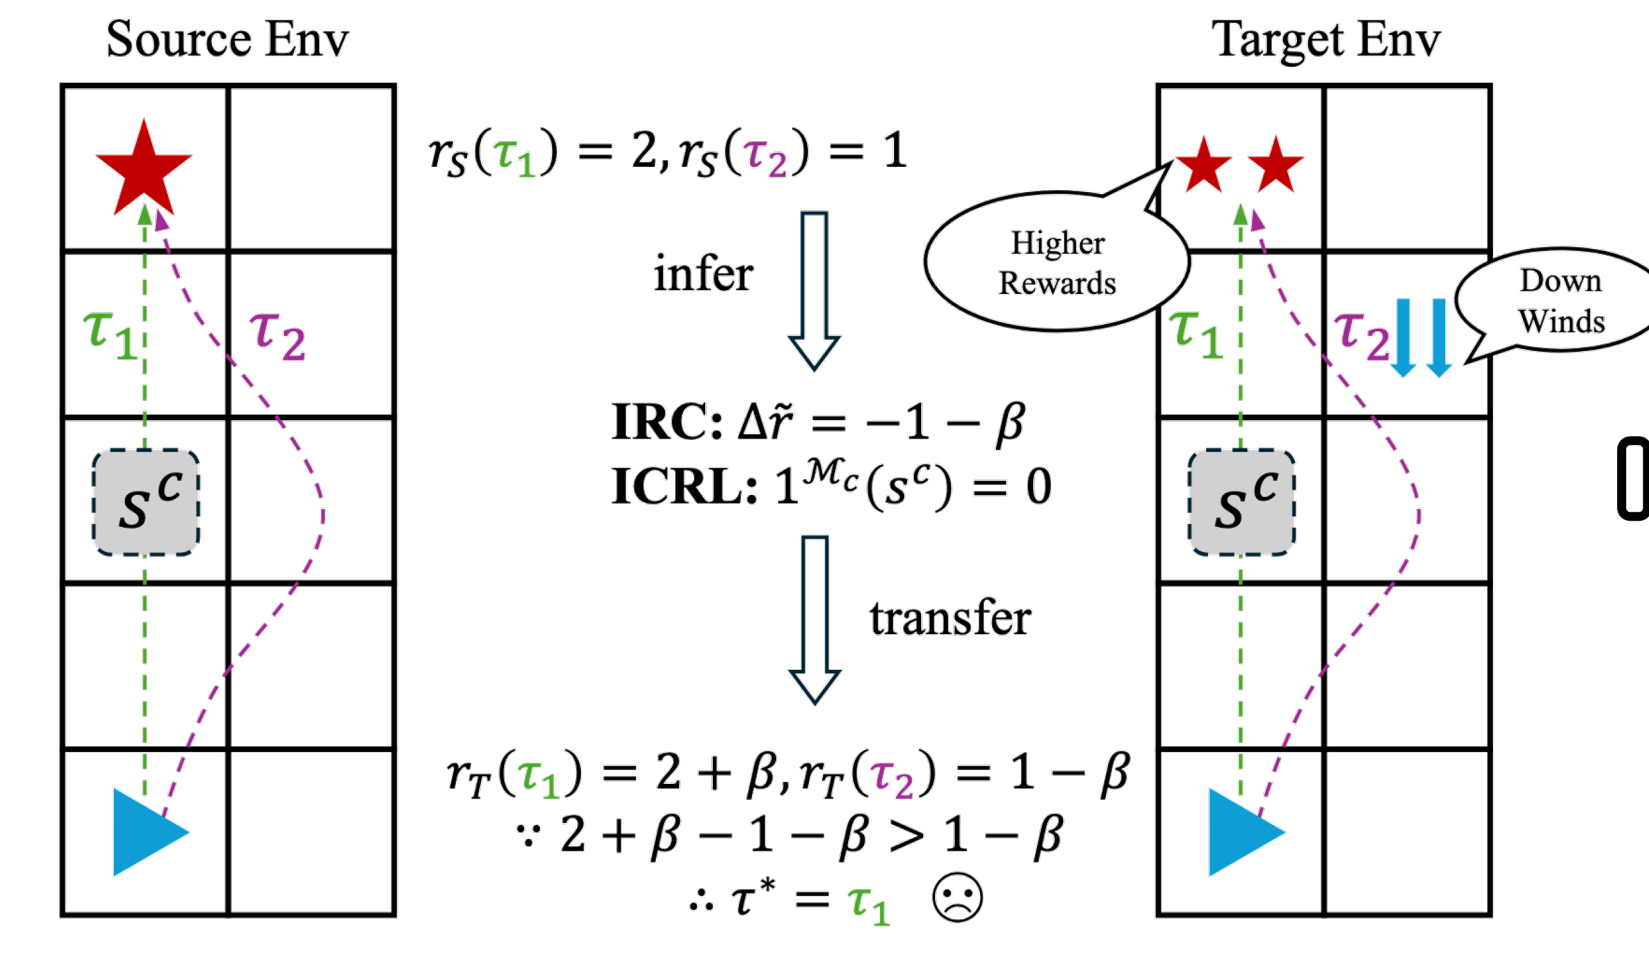 Source Env
Target Env
r_S(τ_1) = 2, r_S(τ_2) = 1
Higher
Rewards
infer
Down
Winds
τ_1
τ_2
τ_1
τ_2
IRC: Δr̃ = −1 − β
ICRL: 1^{ℳ_c}(s^c) = 0
s^c
s^c
transfer
r_T(τ_1) = 2 + β, r_T(τ_2) = 1 − β
∵ 2 + β − 1 − β > 1 − β
∴ τ* = τ_1